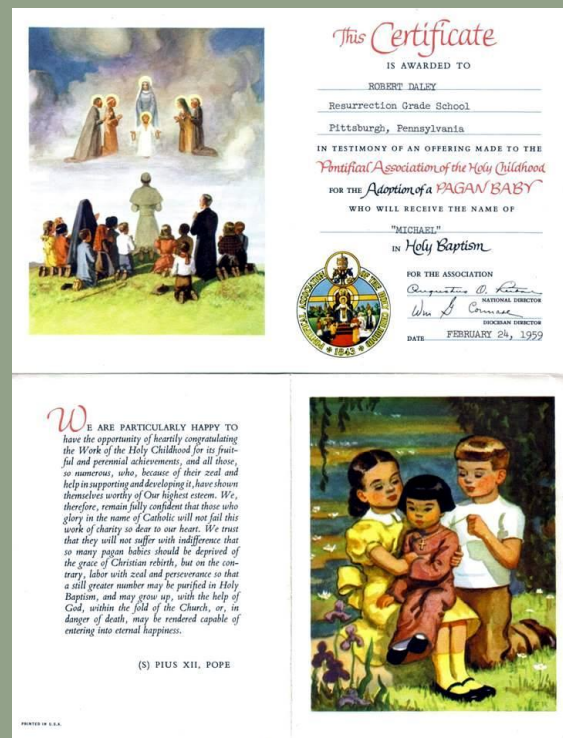 This Certificate
IS AWARDED TO
ROBERT DALEY
Resurrection Grade School
Pittsburgh, Pennsylvania
IN TESTIMONY OF AN OFFERING MADE TO THE
Pontifical Association of the Holy Childhood
FOR THE Adoption of a PAGAN BABY
WHO WILL RECEIVE THE NAME OF
"MICHAEL"
IN Holy Baptism
FOR THE ASSOCIATION
NATIONAL DIRECTOR
DIOCESAN DIRECTOR
DATE FEBRUARY 24, 1959
PONTIFICAL ASSOCIATION OF THE HOLY CHILDHOOD
1843
WE ARE PARTICULARLY HAPPY TO
have the opportunity of heartily congratulating
the Work of the Holy Childhood for its fruit-
ful and perennial achievements, and all those,
so numerous, who, because of their zeal and
help in supporting and developing it, have shown
themselves worthy of Our highest esteem. We,
therefore, remain fully confident that those who
glory in the name of Catholic will not fail this
work of charity so dear to our heart. We trust
that they will not suffer with indifference that
so many pagan babies should be deprived of
the grace of Christian rebirth, but on the con-
trary, labor with zeal and perseverance so that
a still greater number may be purified in Holy
Baptism, and may grow up, with the help of
God, within the fold of the Church, or, in
danger of death, may be rendered capable of
entering into eternal happiness.
(S) PIUS XII, POPE
PRINTED IN U.S.A.